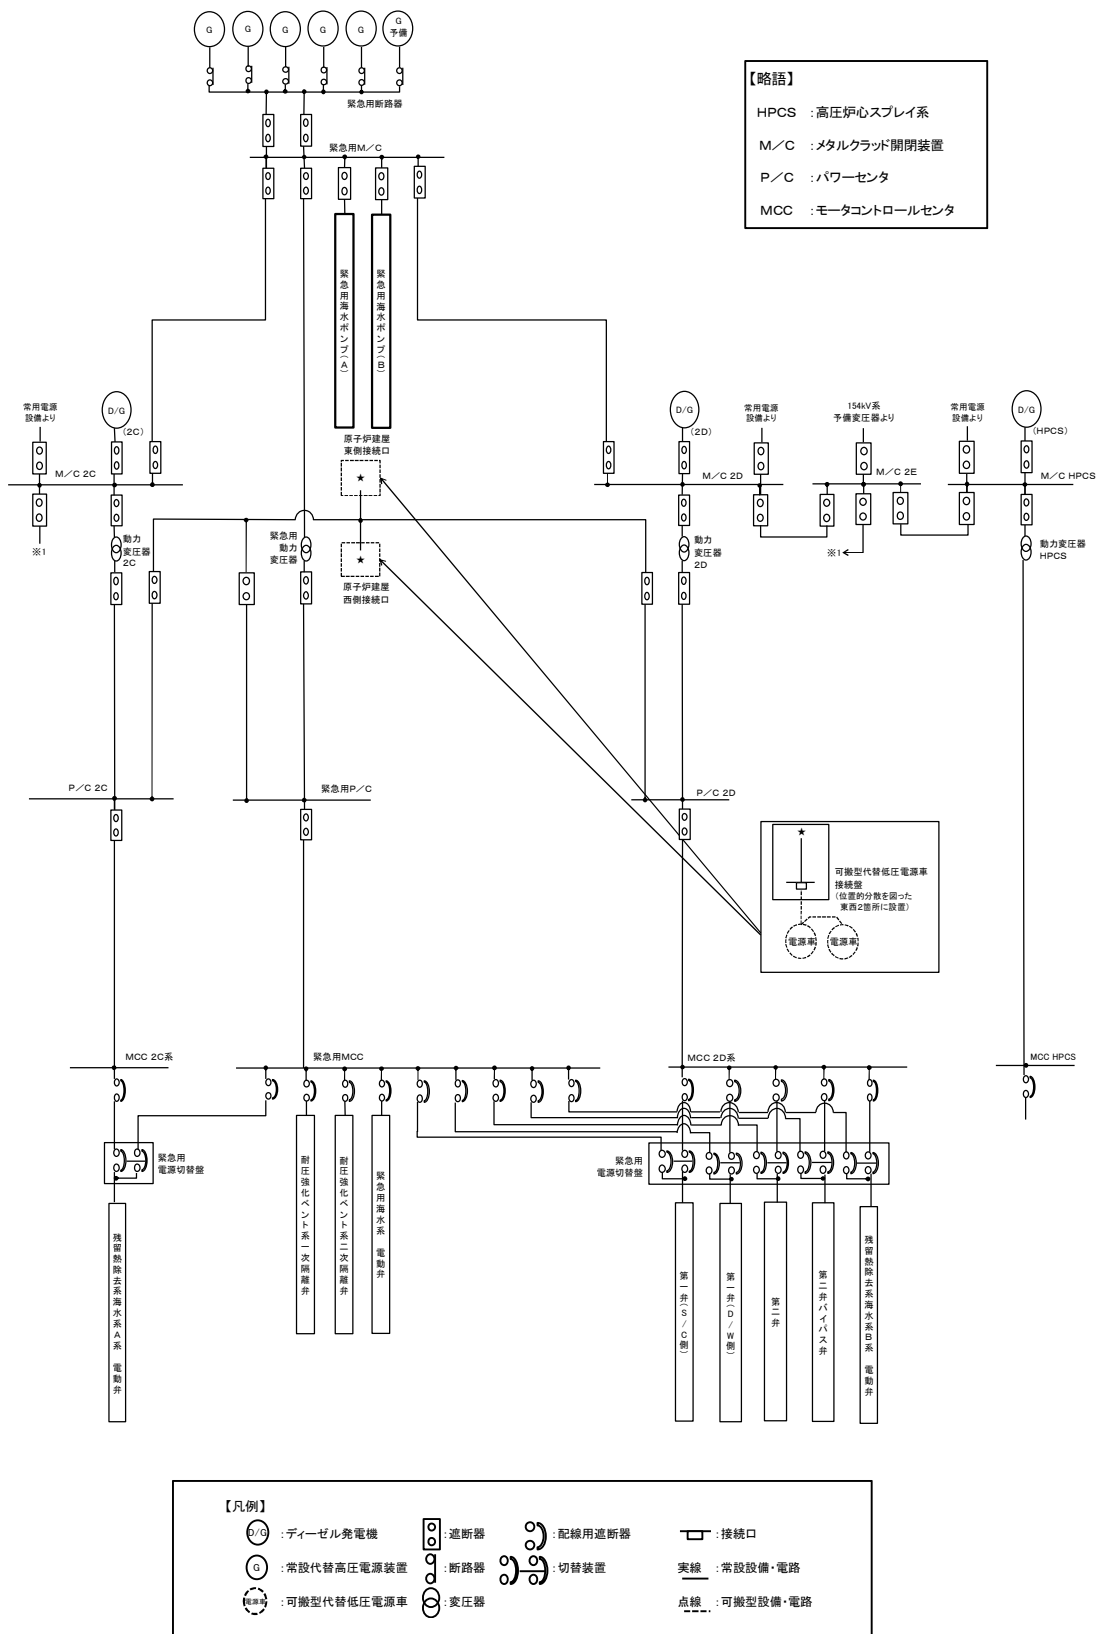 G
G
G
G
G
G
予備
緊急用断路器
緊急用M／C
【略語】
HPCS ：高圧炉心スプレイ系
M／C ：メタルクラッド開閉装置
P／C ：パワーセンタ
MCC ：モータコントロールセンタ
緊急用海水ポンプ(A)
緊急用海水ポンプ(B)
常用電源
設備より
D/G
(2C)
M／C 2C
※1
動力
変圧器
2C
原子炉建屋
東側接続口
★
緊急用
動力
変圧器
★
原子炉建屋
西側接続口
D/G
(2D)
M／C 2D
動力
変圧器
2D
常用電源
設備より
154kV系
予備変圧器より
M／C 2E
※1
常用電源
設備より
D/G
(HPCS)
M／C HPCS
動力変圧器
HPCS
P／C 2C
緊急用P／C
P／C 2D
★
可搬型代替低圧電源車
接続盤
(位置的分散を図った
東西2箇所に設置)
電源車
電源車
MCC 2C系
緊急用MCC
MCC 2D系
MCC HPCS
緊急用
電源切替盤
緊急用
電源切替盤
残留熱除去系海水系A系 電動弁
耐圧強化ベント系一次隔離弁
耐圧強化ベント系二次隔離弁
緊急用海水系 電動弁
第一弁(S/C側)
第一弁(D/W側)
第二弁
第二弁バイパス弁
残留熱除去系海水系B系 電動弁
【凡例】
D/G ：ディーゼル発電機
：遮断器
：配線用遮断器
：接続口
G ：常設代替高圧電源装置
：断路器
：切替装置
実線 ：常設設備・電路
電源車 ：可搬型代替低圧電源車
：変圧器
点線 ：可搬型設備・電路